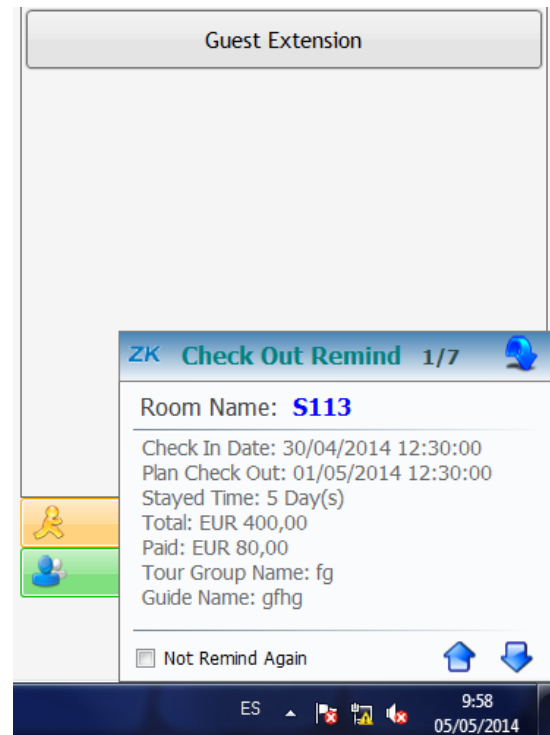 Guest Extension
ZK Check Out Remind 1/7
Room Name: S113
Check In Date: 30/04/2014 12:30:00
Plan Check Out: 01/05/2014 12:30:00
Stayed Time: 5 Day(s)
Total: EUR 400,00
Paid: EUR 80,00
Tour Group Name: fg
Guide Name: gfhg
Not Remind Again
ES
9:58
05/05/2014